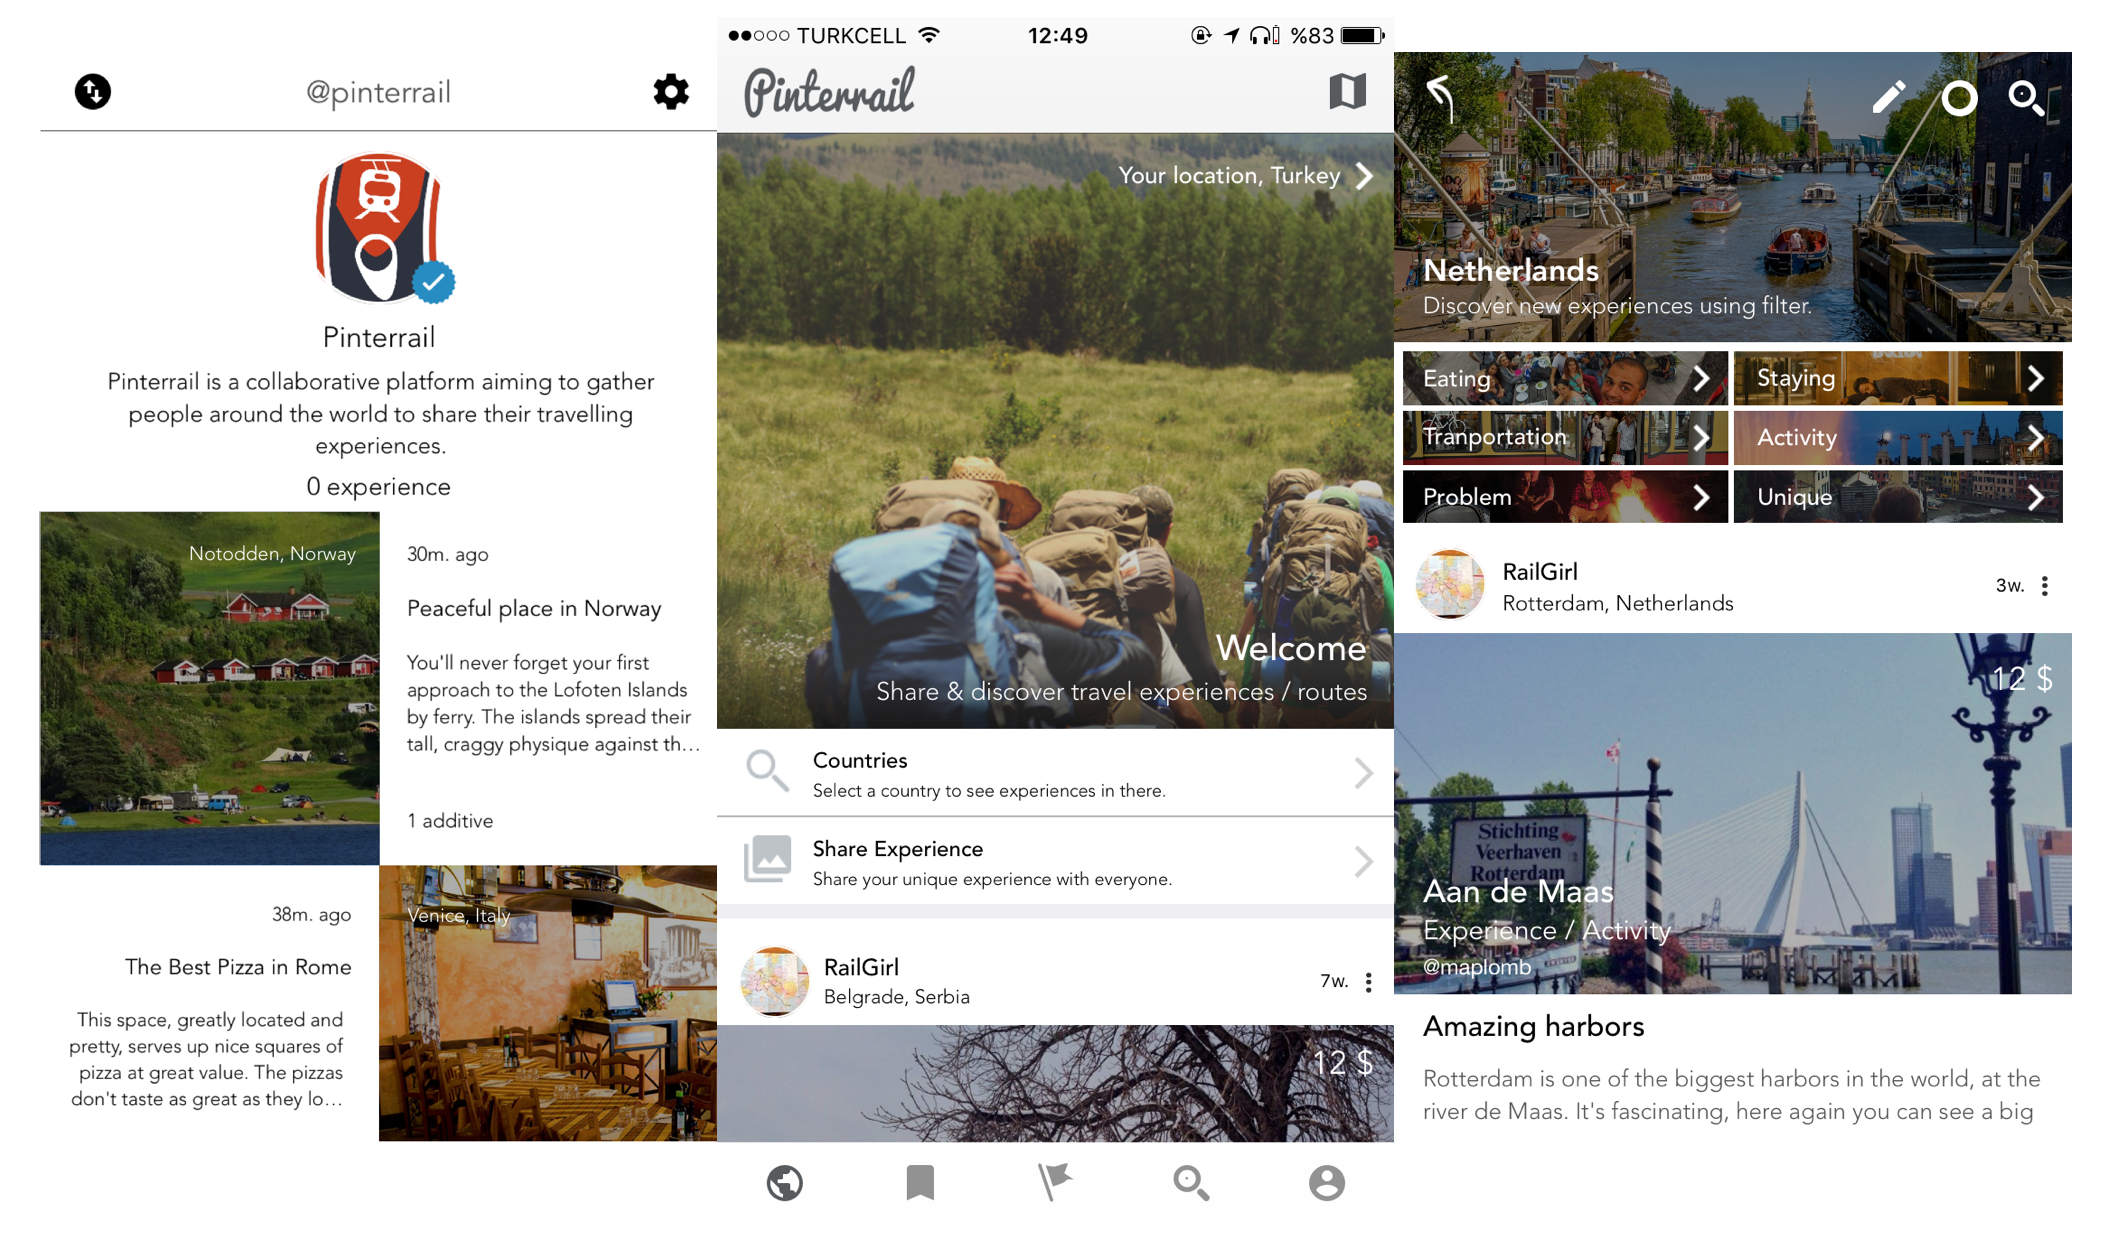 @pinterrail
Pinterrail
Pinterrail is a collaborative platform aiming to gather
people around the world to share their travelling
experiences.
0 experience
Notodden, Norway
30m. ago
Peaceful place in Norway
You'll never forget your first
approach to the Lofoten Islands
by ferry. The islands spread their
tall, craggy physique against th...
1 additive
38m. ago
The Best Pizza in Rome
This space, greatly located and
pretty, serves up nice squares of
pizza at great value. The pizzas
don't taste as great as they lo...
Venice, Italy
TURKCELL 12:49 %83
Pinterrail
Your location, Turkey
Welcome
Share & discover travel experiences / routes
Countries
Select a country to see experiences in there.
Share Experience
Share your unique experience with everyone.
RailGirl
Belgrade, Serbia
7w.
12 $
Netherlands
Discover new experiences using filter.
Eating
Staying
Tranportation
Activity
Problem
Unique
RailGirl
Rotterdam, Netherlands
3w.
12 $
Stichting
Veerhaven
Rotterdam
Aan de Maas
Experience / Activity
@maplomb
Amazing harbors
Rotterdam is one of the biggest harbors in the world, at the
river de Maas. It's fascinating, here again you can see a big